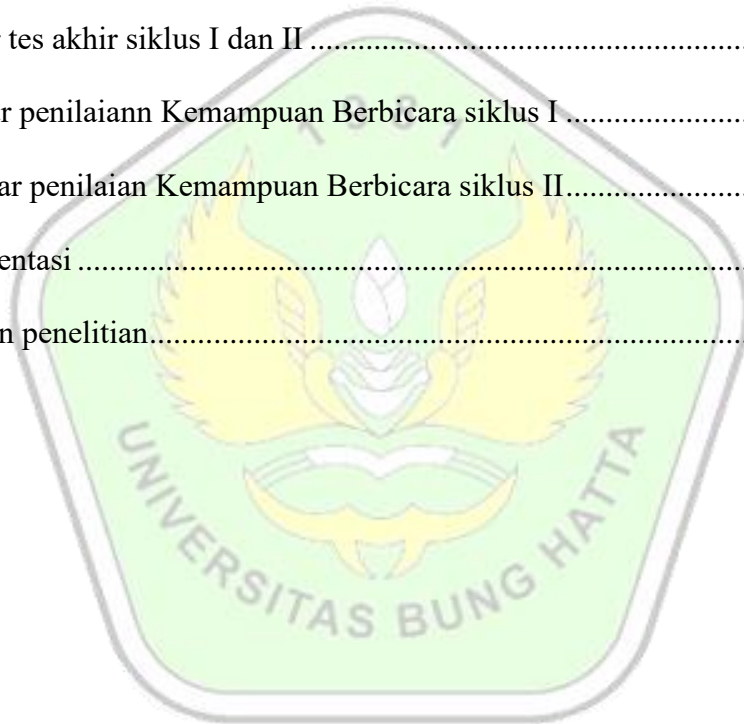 tes akhir siklus I dan II ......................................................
r penilaiann Kemampuan Berbicara siklus I ......................
ar penilaian Kemampuan Berbicara siklus II......................
entasi ....................................................................................
n penelitian...........................................................................
1981
UNIVERSITAS BUNG HATTA